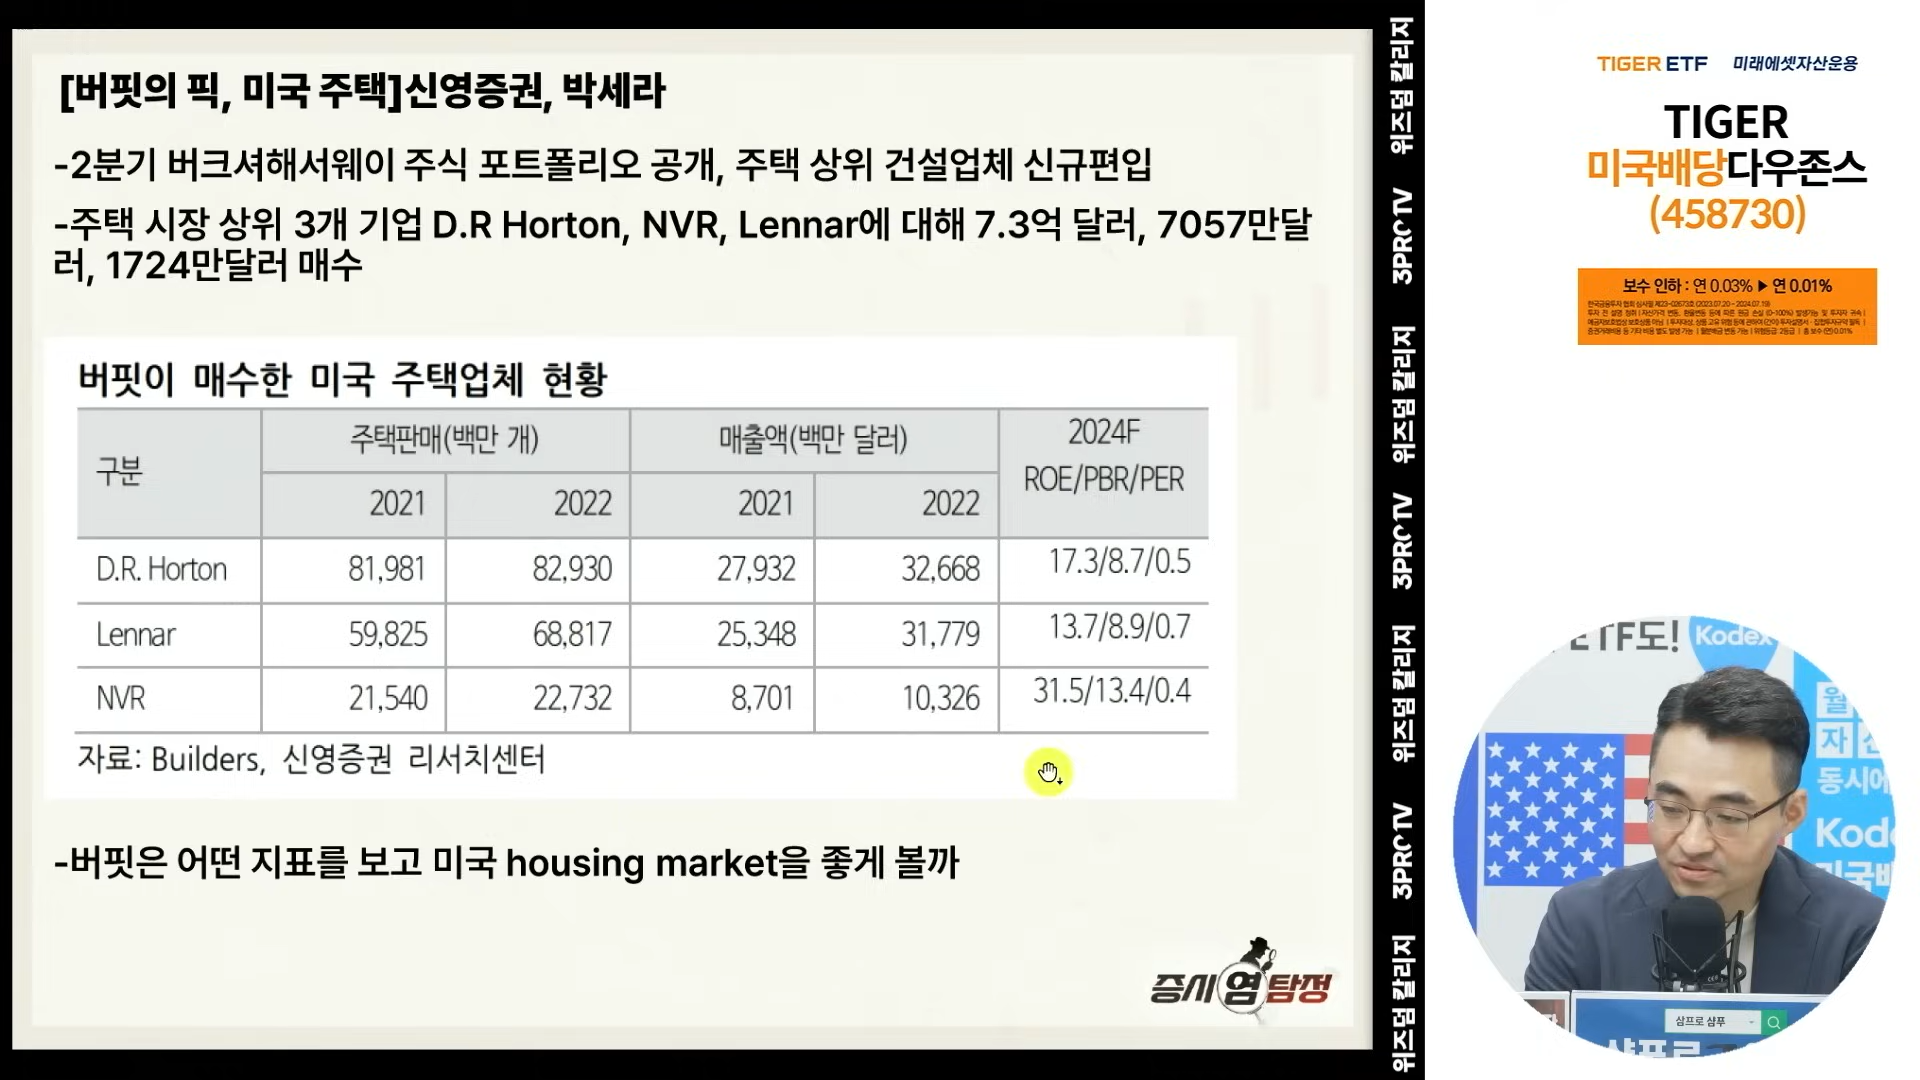 [버핏의 픽, 미국 주택]신영증권, 박세라
-2분기 버크셔해서웨이 주식 포트폴리오 공개, 주택 상위 건설업체 신규편입
-주택 시장 상위 3개 기업 D.R Horton, NVR, Lennar에 대해 7.3억 달러, 7057만달
러, 1724만달러 매수
버핏이 매수한 미국 주택업체 현황
구분 주택판매(백만 개) 매출액(백만 달러) 2024F
ROE/PBR/PER
2021 2022 2021 2022
D.R. Horton 81,981 82,930 27,932 32,668 17.3/8.7/0.5
Lennar 59,825 68,817 25,348 31,779 13.7/8.9/0.7
NVR 21,540 22,732 8,701 10,326 31.5/13.4/0.4
자료: Builders, 신영증권 리서치센터
-버핏은 어떤 지표를 보고 미국 housing market을 좋게 볼까
증시 염 탐정
위즈덤 칼리지
3PROTV
위즈덤 칼리지
3PROTV
위즈덤 칼리지
3PROTV
위즈덤 칼리지
TIGER ETF 미래에셋자산운용
TIGER
미국배당다우존스
(458730)
보수 인하 : 연 0.03% ▶ 연 0.01%
ETF도!
Kodex
월
자
동시에
Kode
미국배
삼프로 샴푸
샴푸로